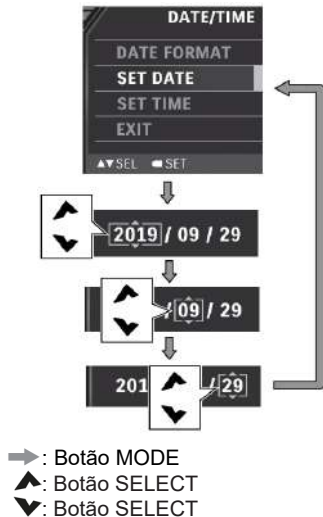 DATE/TIME
DATE FORMAT
SET DATE
SET TIME
EXIT
▲▼SEL SET
2019 / 09 / 29
/ 09 / 29
201 / 29
: Botão MODE
: Botão SELECT
: Botão SELECT